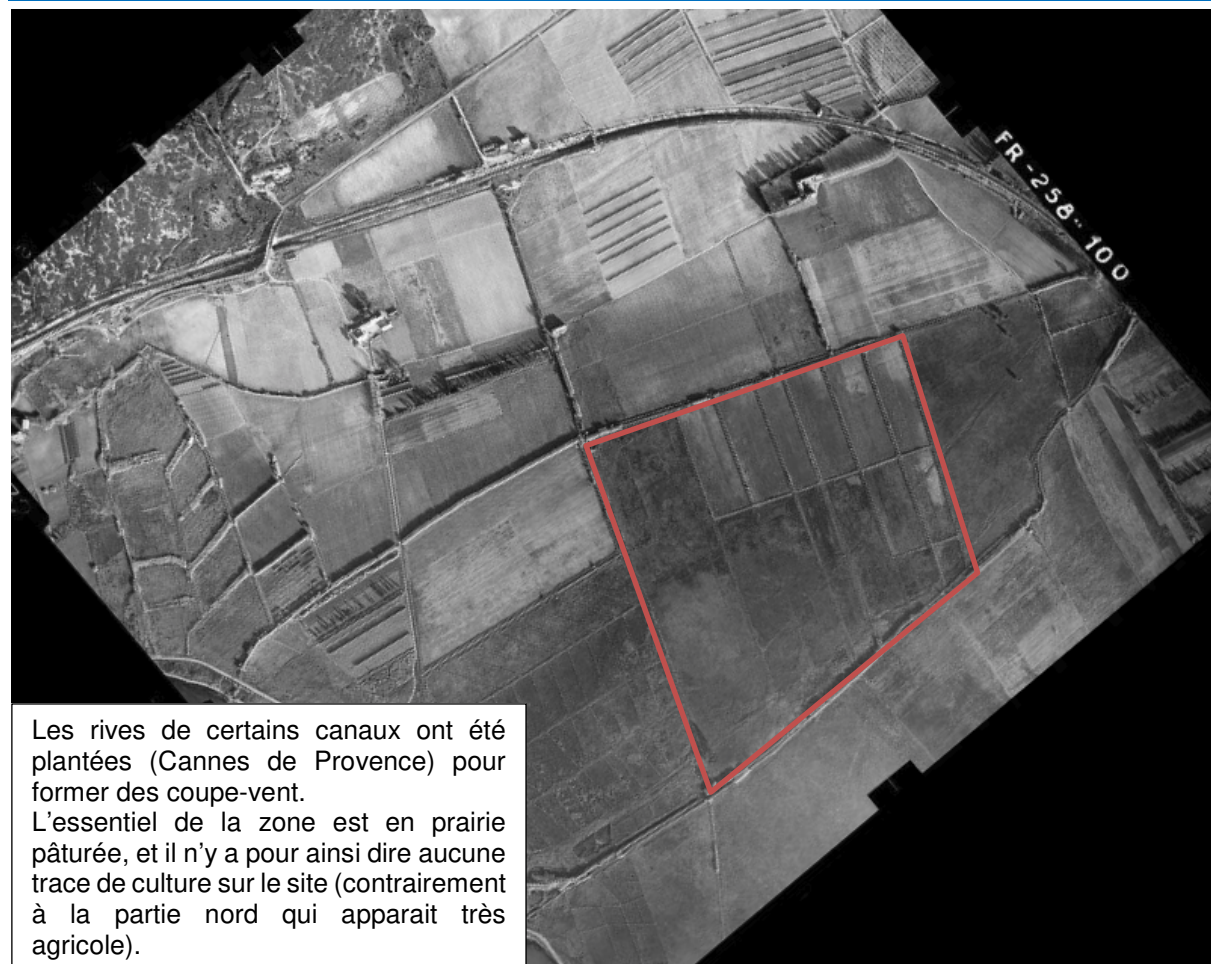 FR-258--100
Les rives de certains canaux ont été
plantées (Cannes de Provence) pour
former des coupe-vent.
L'essentiel de la zone est en prairie
pâturée, et il n'y a pour ainsi dire aucune
trace de culture sur le site (contrairement
à la partie nord qui apparait très
agricole).